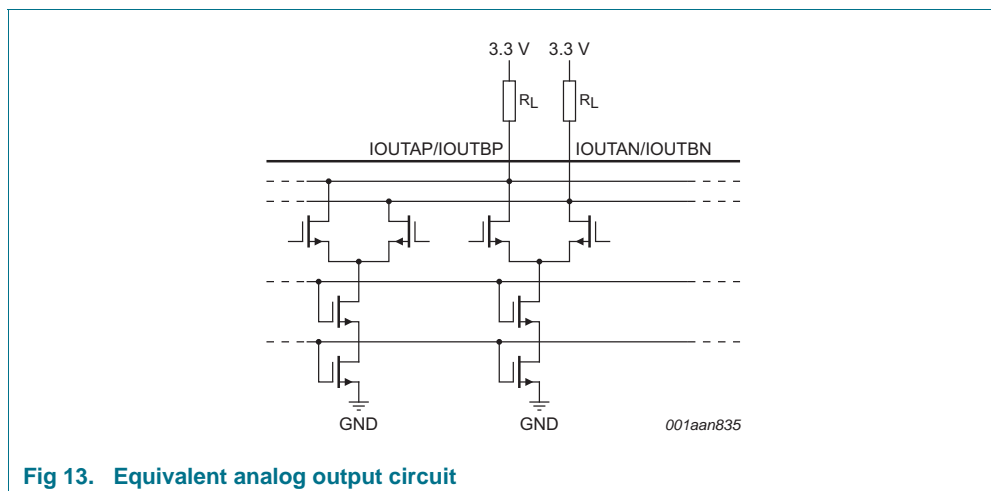 3.3 V 3.3 V
RL RL
IOUTAP/IOUTBP IOUTAN/IOUTBN
GND GND 001aan835
Fig 13. Equivalent analog output circuit